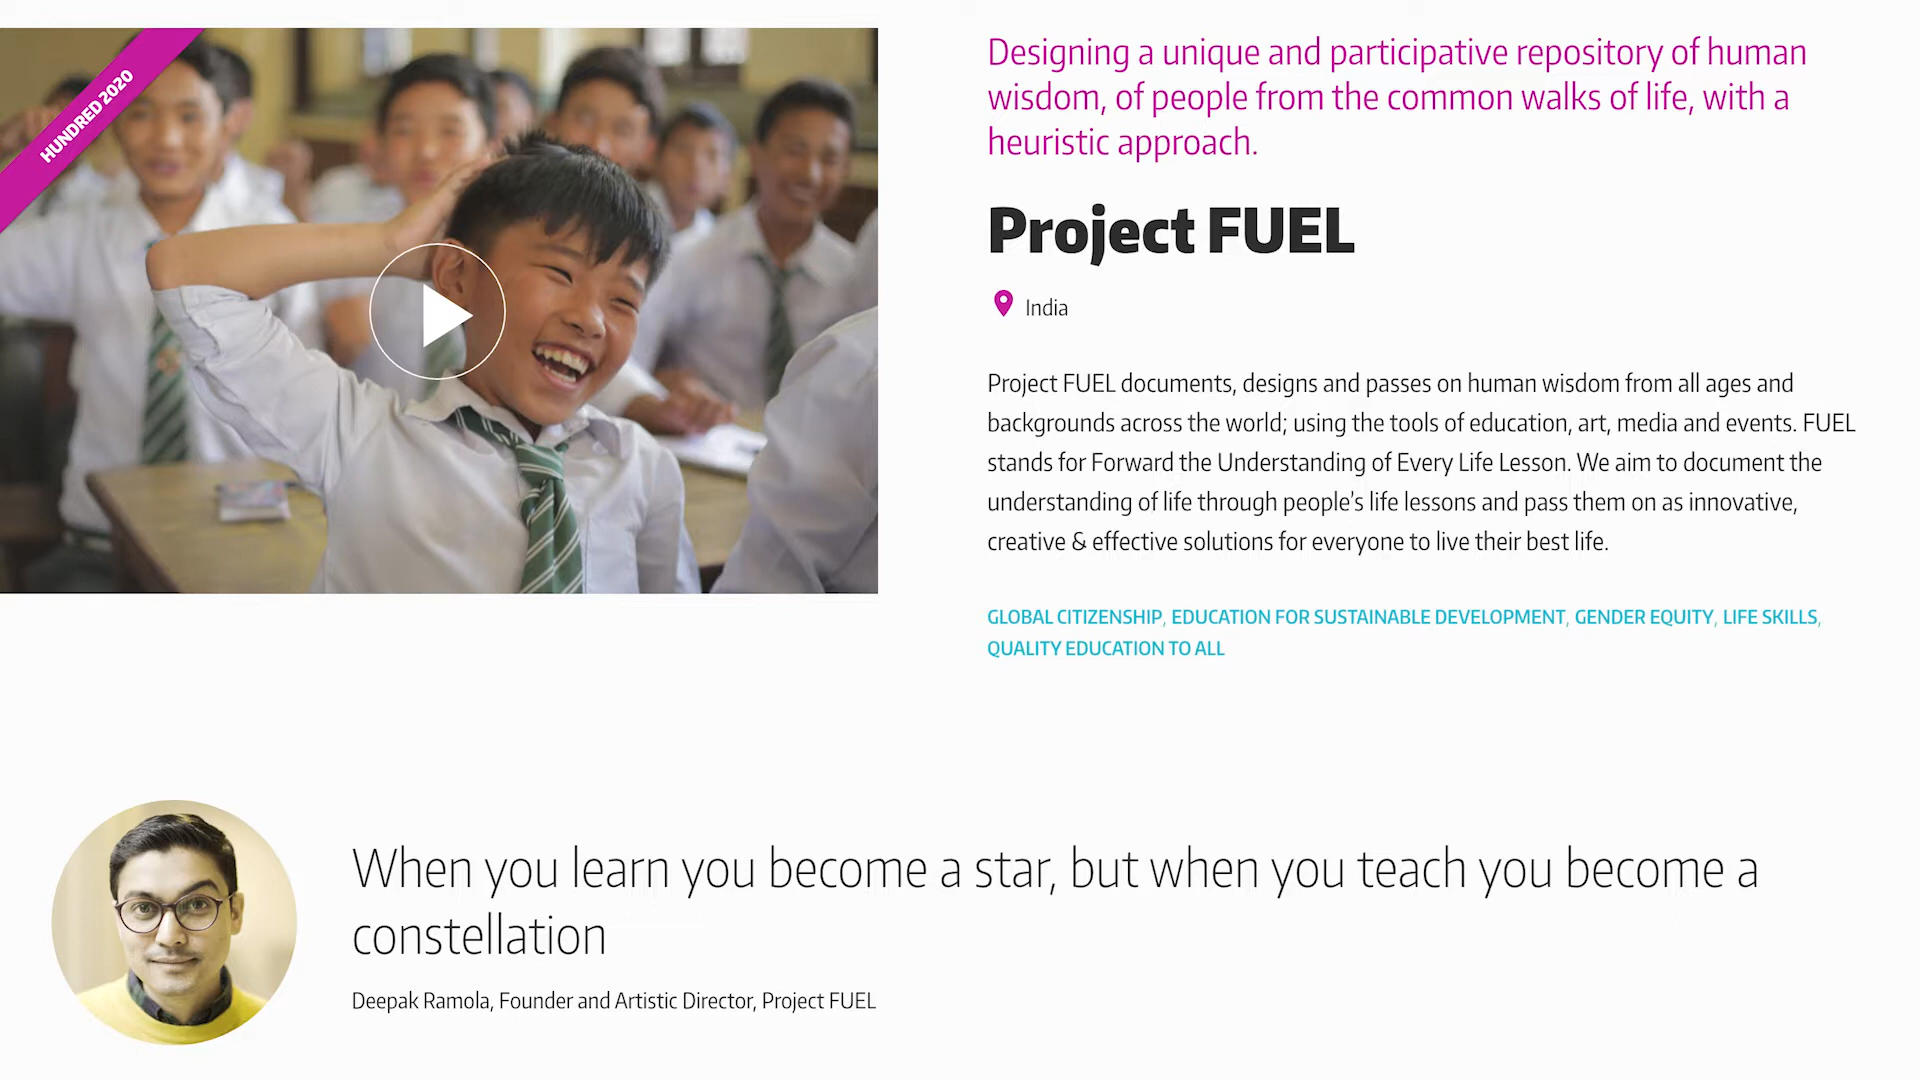 HUNDRED 2020
Designing a unique and participative repository of human
wisdom, of people from the common walks of life, with a
heuristic approach.
Project FUEL
India
Project FUEL documents, designs and passes on human wisdom from all ages and
backgrounds across the world; using the tools of education, art, media and events. FUEL
stands for Forward the Understanding of Every Life Lesson. We aim to document the
understanding of life through people's life lessons and pass them on as innovative,
creative & effective solutions for everyone to live their best life.
GLOBAL CITIZENSHIP, EDUCATION FOR SUSTAINABLE DEVELOPMENT, GENDER EQUITY, LIFE SKILLS,
QUALITY EDUCATION TO ALL
When you learn you become a star, but when you teach you become a
constellation
Deepak Ramola, Founder and Artistic Director, Project FUEL